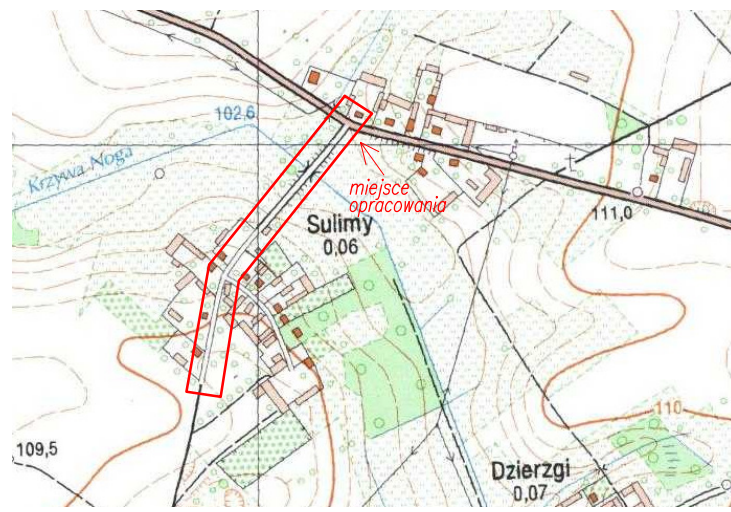 102.6
Krzywa Noga
miejsce
opracowania
Sulimy
0,06
111,0
110
109,5
Dzierzgi
0,07